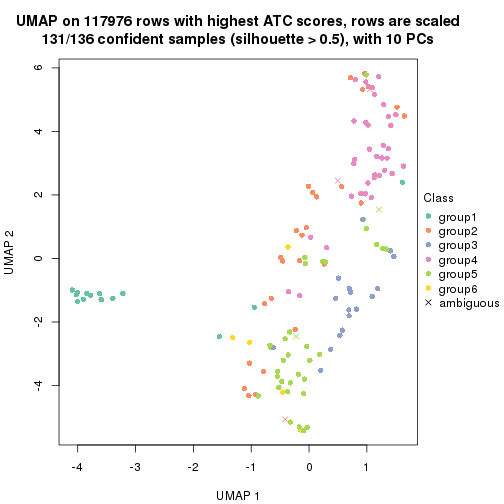 UMAP on 117976 rows with highest ATC scores, rows are scaled
131/136 confident samples (silhouette > 0.5), with 10 PCs
6
4
2
0
-2
-4
UMAP 2
-4
-3
-2
-1
0
1
UMAP 1
Class
group1
group2
group3
group4
group5
group6
ambiguous